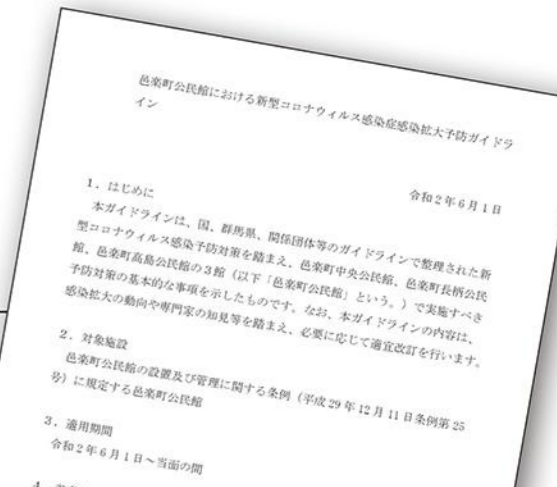 邑楽町公民館における新型コロナウィルス感染症感染拡大予防ガイドラ
イン
令和2年6月1日
1．はじめに
本ガイドラインは、国、群馬県、関係団体等のガイドラインで整理された新
型コロナウィルス感染予防対策を踏まえ、邑楽町中央公民館、邑楽町長柄公民
館、邑楽町高島公民館の3館（以下「邑楽町公民館」という。）で実施すべき
予防対策の基本的な事項を示したものです。なお、本ガイドラインの内容は、
感染拡大の動向や専門家の知見等を踏まえ、必要に応じて適宜改訂を行います。
2．対象施設
邑楽町公民館の設置及び管理に関する条例（平成29年12月11日条例第25
号）に規定する邑楽町公民館
3．適用期間
令和2年6月1日～当面の間